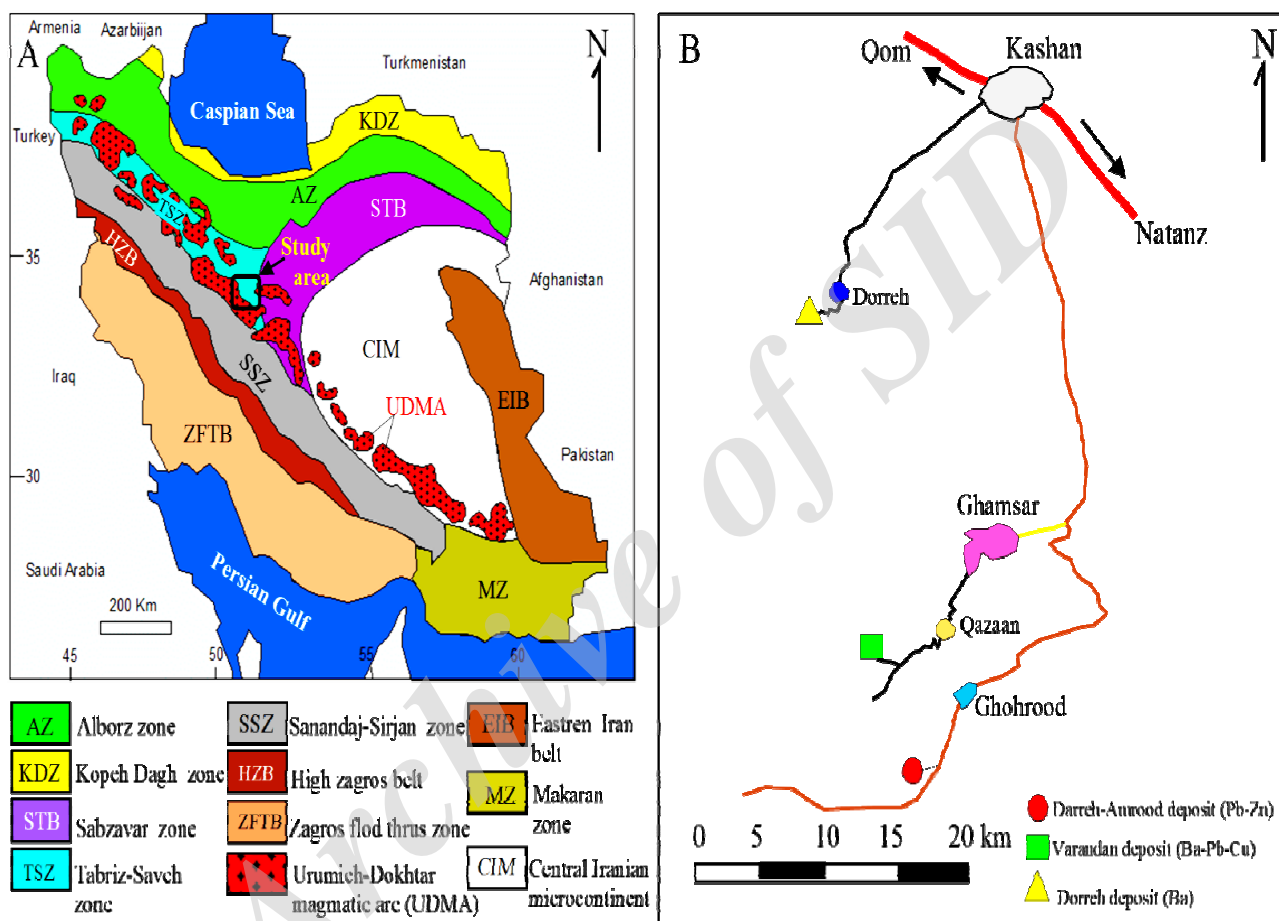 Armenia
Azarbiijan
A
N
Turkmenistan
Caspian Sea
KDZ
Turkey
AZ
TSZ
STB
HZB
35
Study
area
Afghanistan
CIM
SSZ
Iraq
UDMA
EIB
ZFTB
Pakistan
30
Persian Gulf
Saudi Arabia
MZ
200 Km
45
50
55
60
AZ Alborz zone
KDZ Kopeh Dagh zone
STB Sabzavar zone
TSZ Tabriz-Saveh
zone
SSZ Sanandaj-Sirjan zone
HZB High zagros belt
ZFTB Zagros flod thrus zone
Urumieh-Dokhtar
magmatic arc (UDMA)
EIB Eastren Iran
belt
MZ Makaran
zone
CIM Central Iranian
microcontinent
B
Qom
Kashan
N
Natanz
Dorreh
Ghamsar
Qazaan
Ghohrood
0 5 10 20 km
Darreh-Amrood deposit (Pb-Zn)
Varandan deposit (Ba-Pb-Cu)
Dorreh deposit (Ba)
Archive of SID